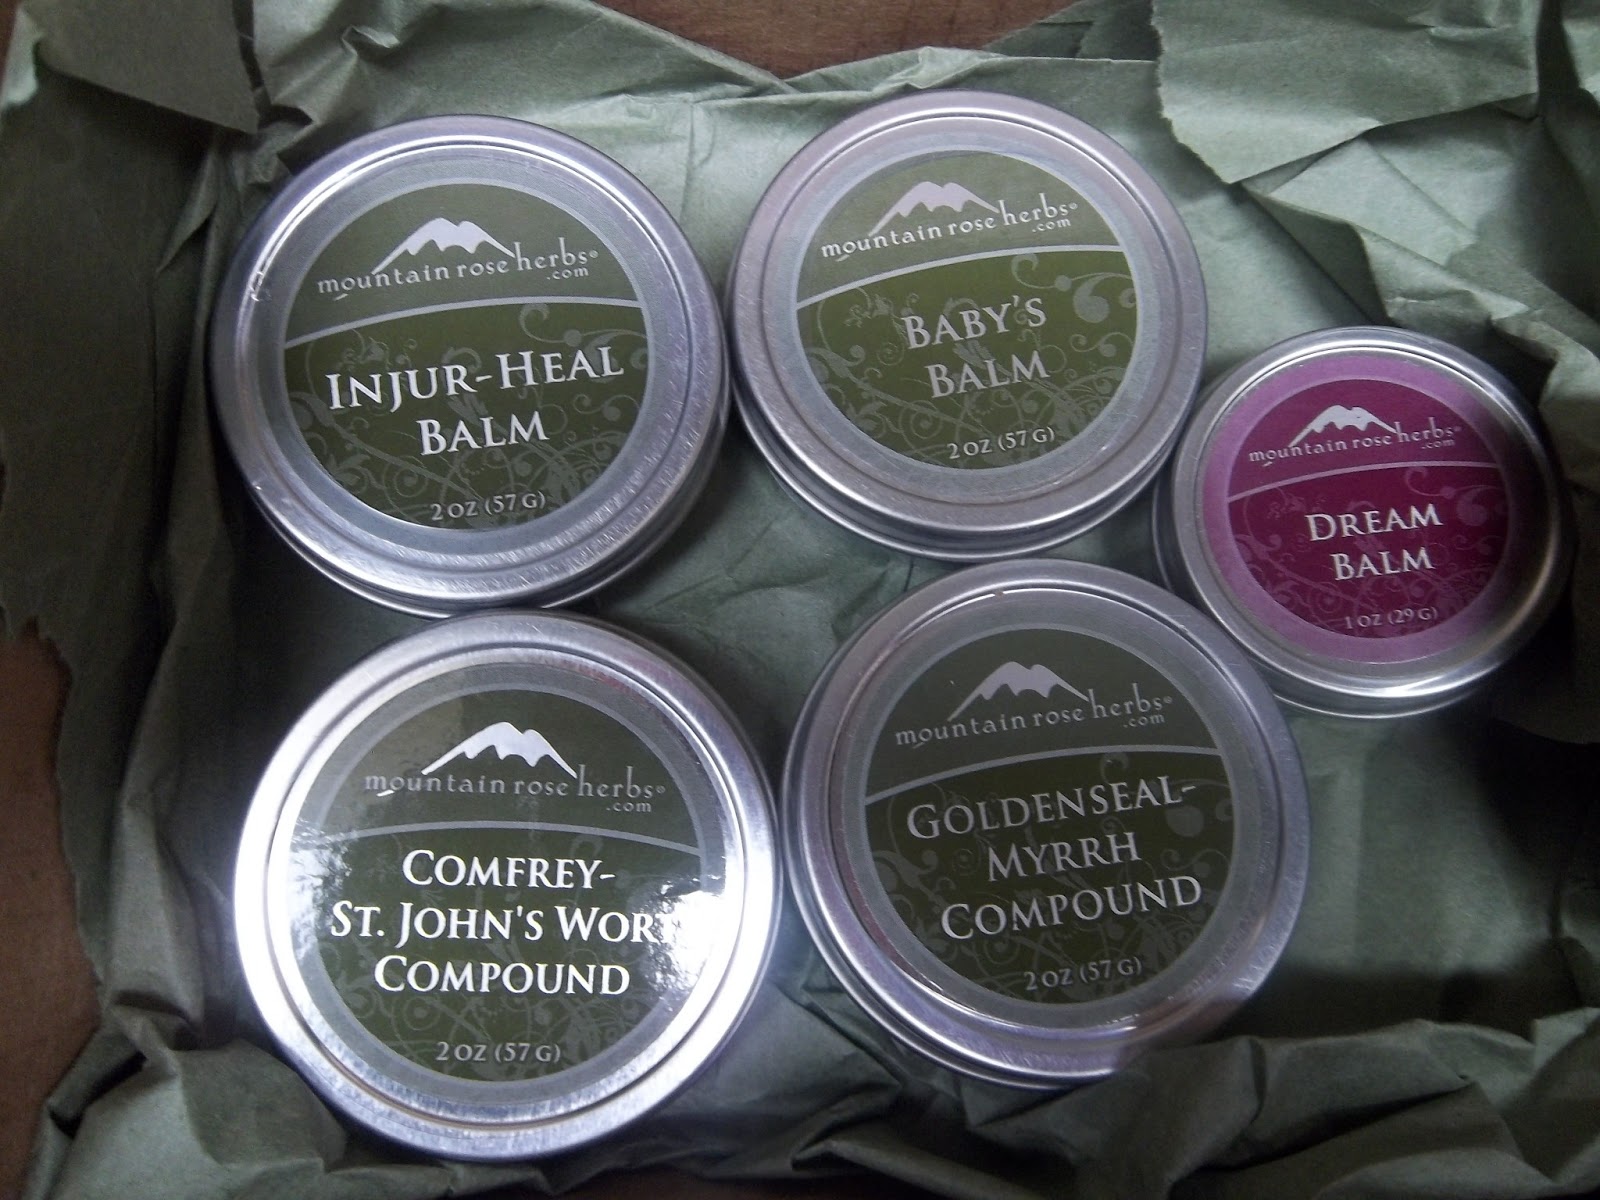 mountain rose herbs®
.com
INJUR-HEAL
BALM
2 OZ (57 G)
mountain rose herbs®
.com
BABY'S
BALM
2 OZ (57 G)
mountain rose herbs®
.com
DREAM
BALM
1 OZ (29 G)
mountain rose herbs®
.com
COMFREY-
ST. JOHN'S WORT
COMPOUND
2 OZ (57 G)
mountain rose herbs®
.com
GOLDENSEAL-
MYRRH
COMPOUND
2 OZ (57 G)